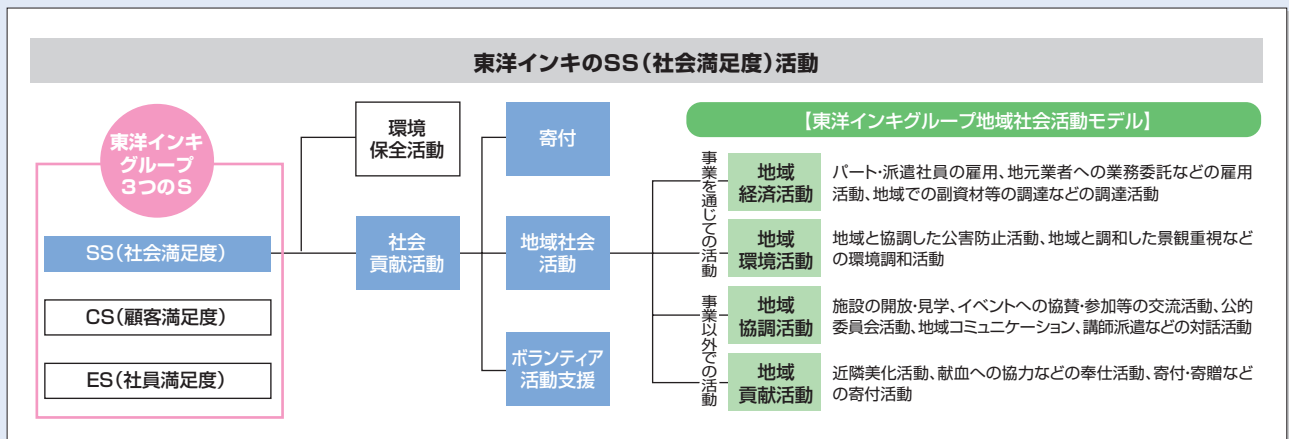 東洋インキのSS(社会満足度)活動
東洋インキ
グループ
3つのS
SS(社会満足度)
CS(顧客満足度)
ES(社員満足度)
環境
保全活動
社会
貢献活動
寄付
地域社会
活動
ボランティア
活動支援
【東洋インキグループ地域社会活動モデル】
事業を通じての活動
地域
経済活動
パート・派遣社員の雇用、地元業者への業務委託などの雇用
活動、地域での副資材等の調達などの調達活動
地域
環境活動
地域と協調した公害防止活動、地域と調和した景観重視など
の環境調和活動
事業以外での活動
地域
協調活動
施設の開放・見学、イベントへの協賛・参加等の交流活動、公的
委員会活動、地域コミュニケーション、講師派遣などの対話活動
地域
貢献活動
近隣美化活動、献血への協力などの奉仕活動、寄付・寄贈など
の寄付活動